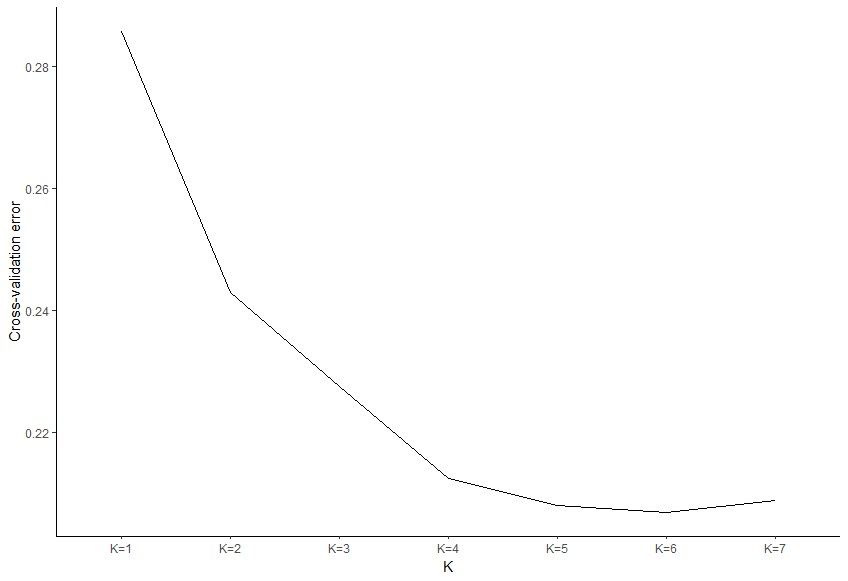 Cross-validation error
0.28
0.26
0.24
0.22
K=1 K=2 K=3 K=4 K=5 K=6 K=7
K